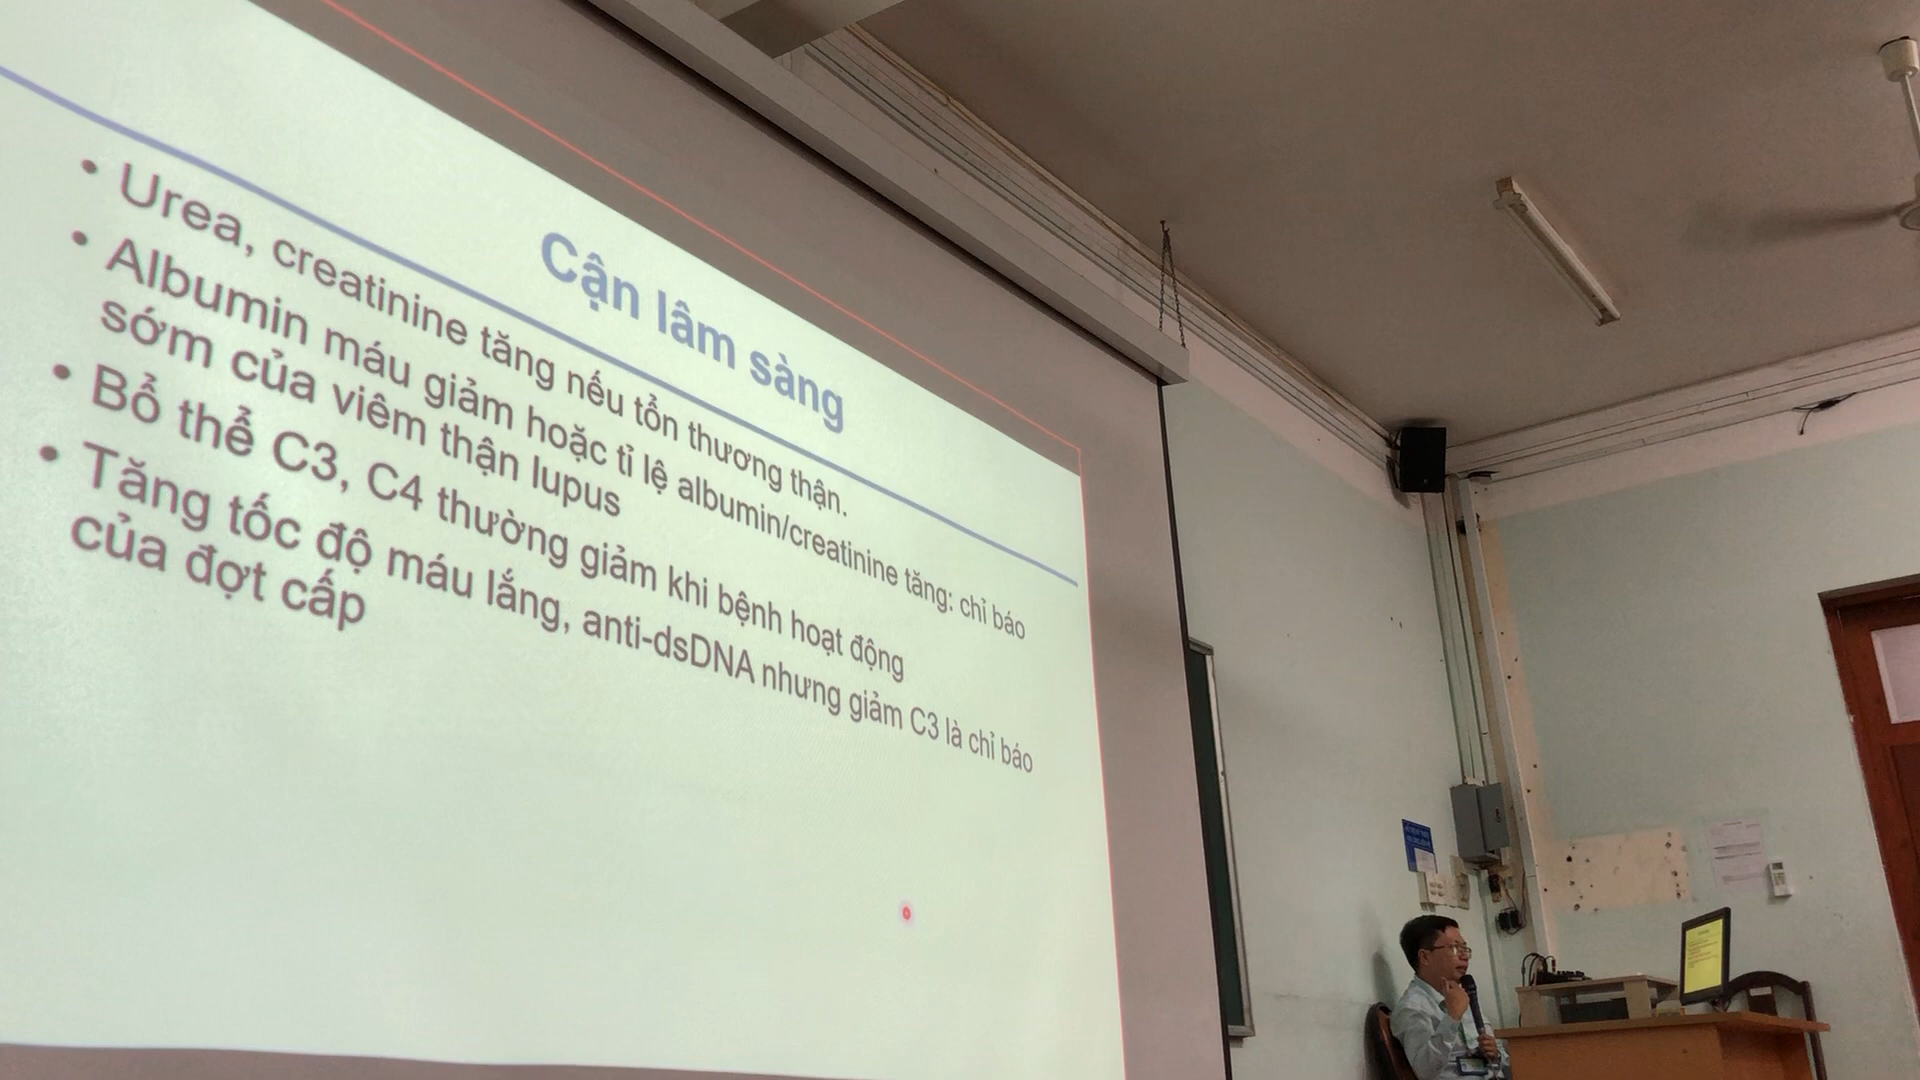 Cận lâm sàng
• Urea, creatinine tăng nếu tổn thương thận.
• Albumin máu giảm hoặc tỉ lệ albumin/creatinine tăng: chỉ báo
sớm của viêm thận lupus
• Bổ thể C3, C4 thường giảm khi bệnh hoạt động
• Tăng tốc độ máu lắng, anti-dsDNA nhưng giảm C3 là chỉ báo
của đợt cấp